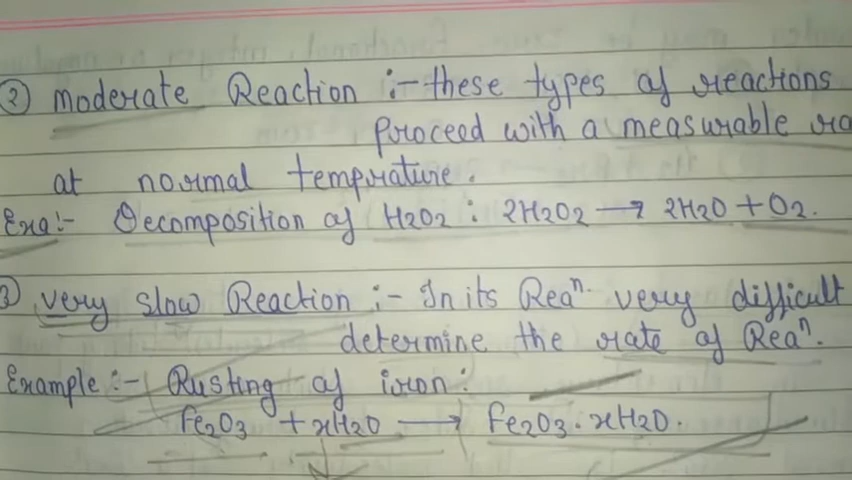 ② Moderate Reaction :- these types of reactions
proceed with a measurable ra
at normal temprature.
Exa:- Decomposition of H2O2 : 2H2O2 → 2H2O + O2.
3) very slow Reaction :- In its Reaⁿ. very difficult
determine the rate of Reaⁿ.
Example :- Rusting of iron :
Fe2O3 + xH2O → Fe2O3 . xH2O.